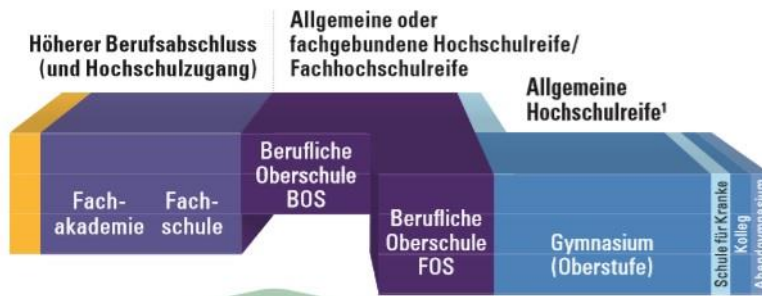 Höherer Berufsabschluss
(und Hochschulzugang)
Allgemeine oder
fachgebundene Hochschulreife/
Fachhochschulreife
Allgemeine
Hochschulreife¹
Fach-
akademie
Fach-
schule
Berufliche
Oberschule
BOS
Berufliche
Oberschule
FOS
Gymnasium
(Oberstufe)
Schule für Kranke
Kolleg
Abendgymnasium